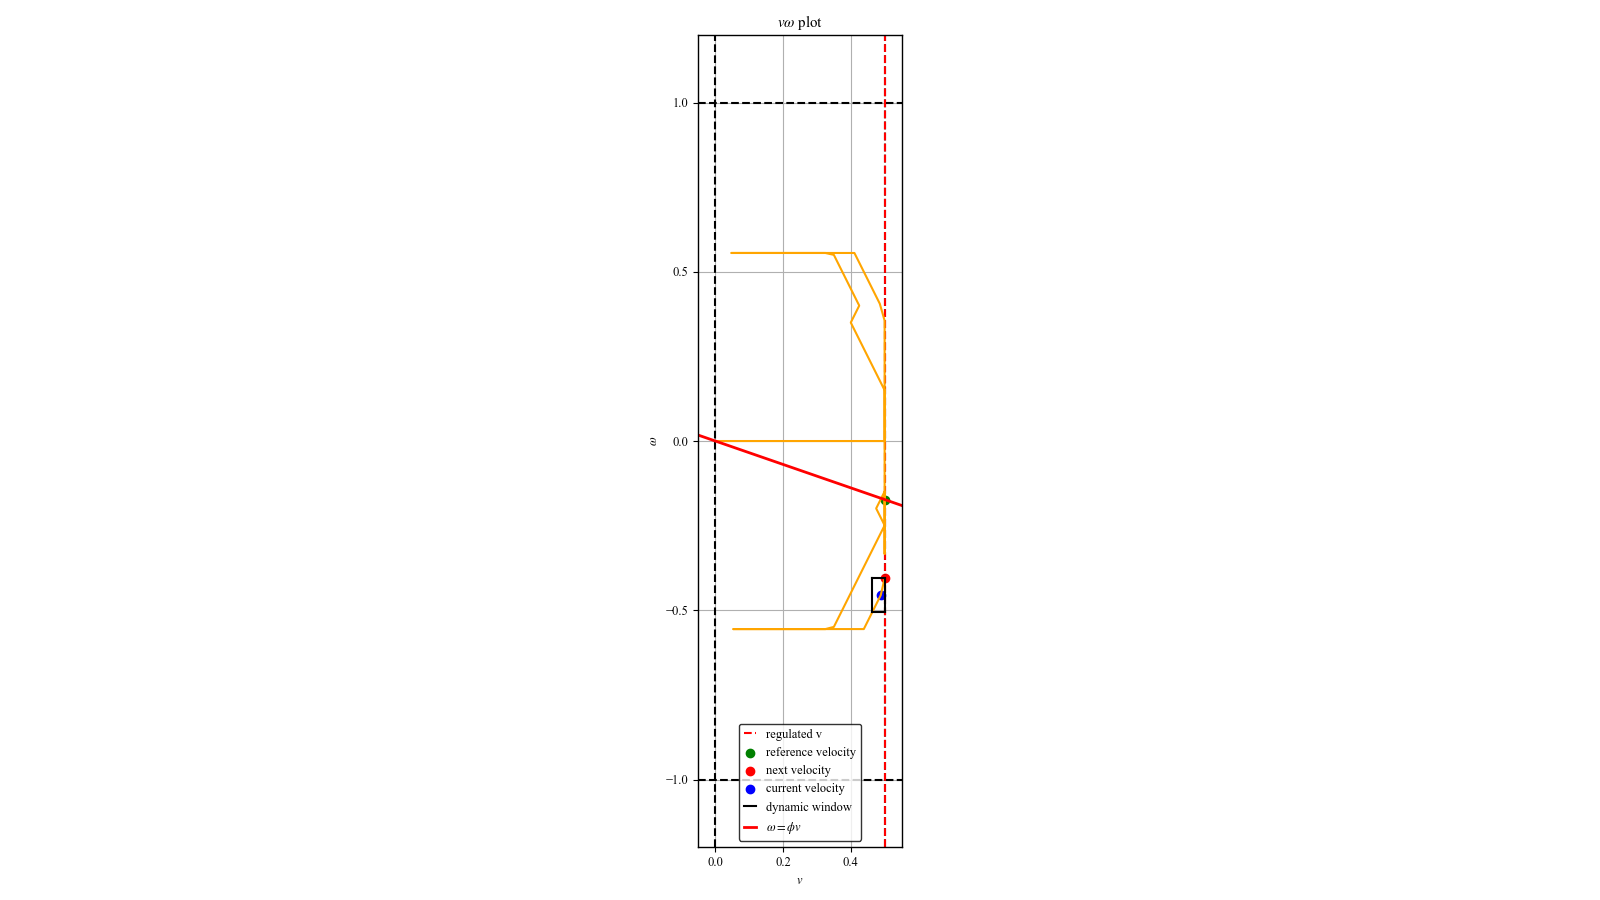 vω plot
1.0
0.5
0.0
−0.5
−1.0
ω
regulated v
reference velocity
next velocity
current velocity
dynamic window
ω = ϕv
0.0 0.2 0.4
v